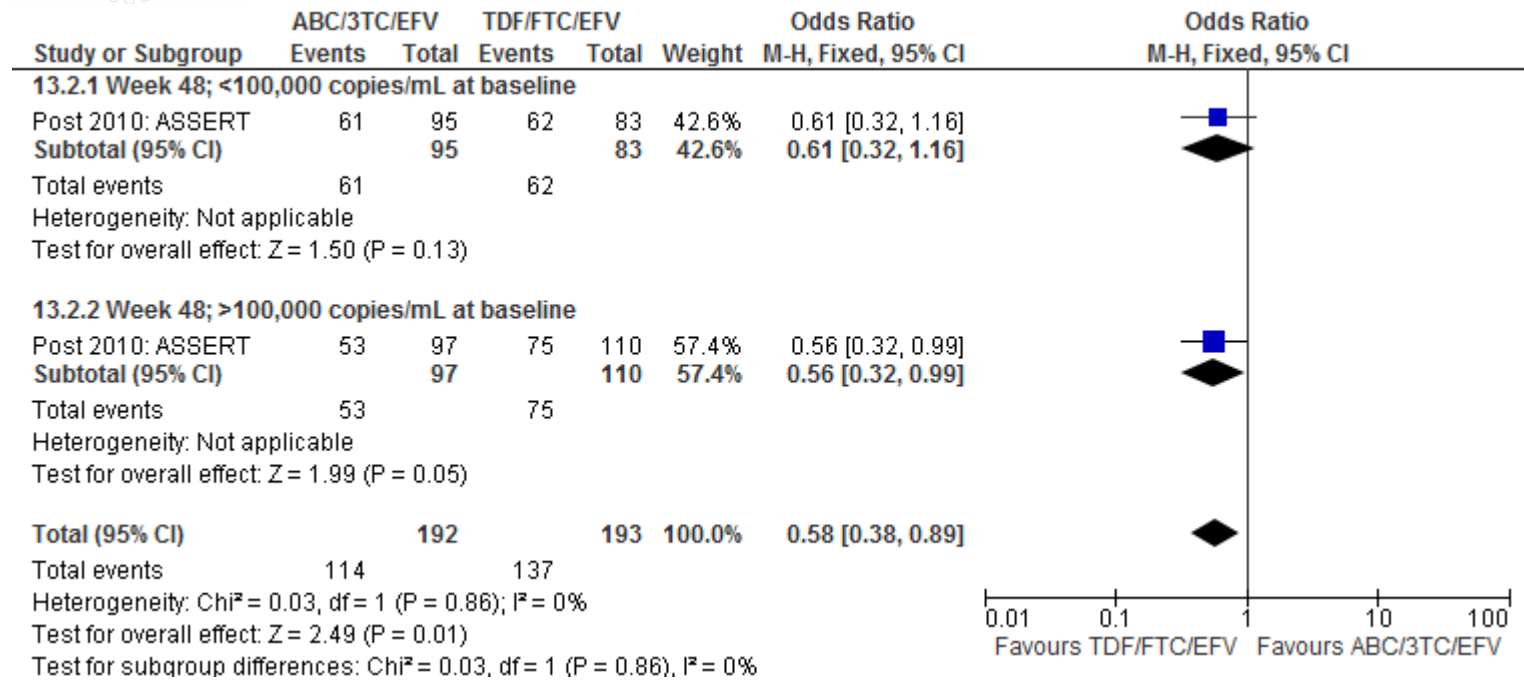 ABC/3TC/EFV TDF/FTC/EFV Odds Ratio Odds Ratio
Study or Subgroup Events Total Events Total Weight M-H, Fixed, 95% CI M-H, Fixed, 95% CI
13.2.1 Week 48; <100,000 copies/mL at baseline
Post 2010: ASSERT 61 95 62 83 42.6% 0.61 [0.32, 1.16]
Subtotal (95% CI) 95 83 42.6% 0.61 [0.32, 1.16]
Total events 61 62
Heterogeneity: Not applicable
Test for overall effect: Z = 1.50 (P = 0.13)
13.2.2 Week 48; >100,000 copies/mL at baseline
Post 2010: ASSERT 53 97 75 110 57.4% 0.56 [0.32, 0.99]
Subtotal (95% CI) 97 110 57.4% 0.56 [0.32, 0.99]
Total events 53 75
Heterogeneity: Not applicable
Test for overall effect: Z = 1.99 (P = 0.05)
Total (95% CI) 192 193 100.0% 0.58 [0.38, 0.89]
Total events 114 137
Heterogeneity: Chi² = 0.03, df = 1 (P = 0.86); I² = 0%
Test for overall effect: Z = 2.49 (P = 0.01)
Test for subgroup differences: Chi² = 0.03, df = 1 (P = 0.86), I² = 0%
0.01 0.1 1 10 100
Favours TDF/FTC/EFV Favours ABC/3TC/EFV